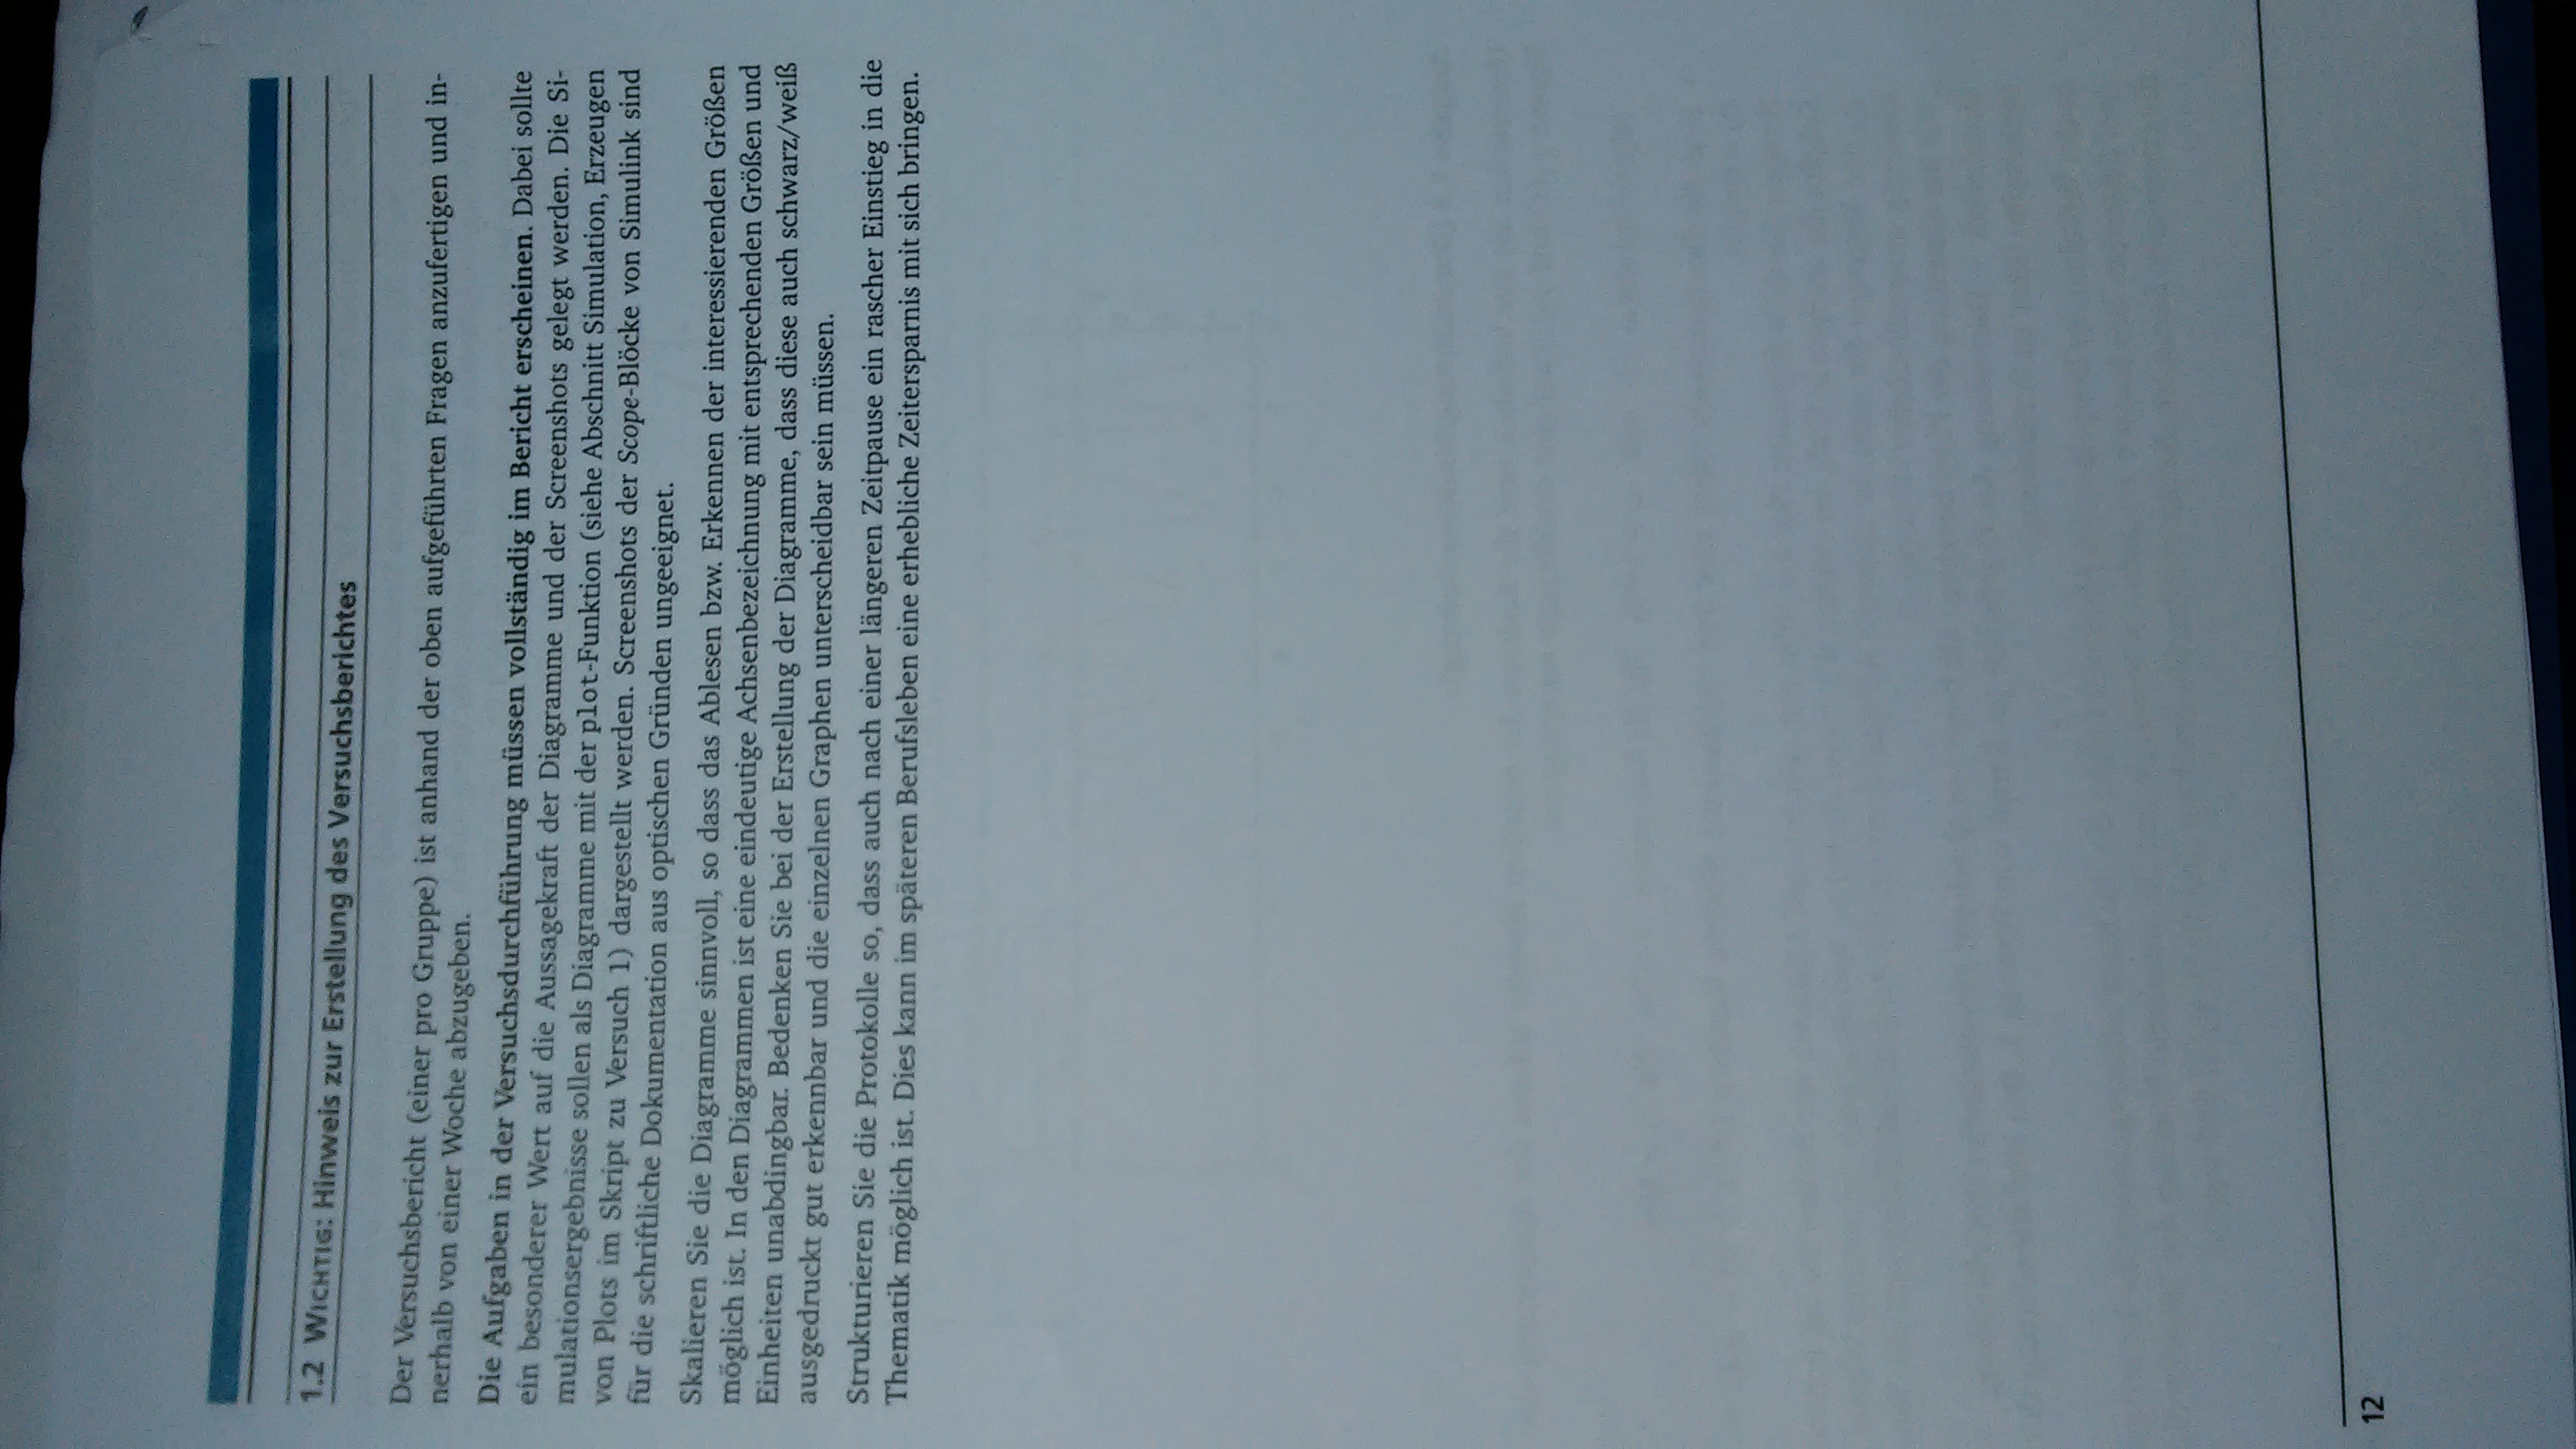 1.2 WICHTIG: Hinweis zur Erstellung des Versuchsberichtes
Der Versuchsbericht (einer pro Gruppe) ist anhand der oben aufgeführten Fragen anzufertigen und in-
nerhalb von einer Woche abzugeben.
Die Aufgaben in der Versuchsdurchführung müssen vollständig im Bericht erscheinen. Dabei sollte
ein besonderer Wert auf die Aussagekraft der Diagramme und der Screenshots gelegt werden. Die Si-
mulationsergebnisse sollen als Diagramme mit der plot-Funktion (siehe Abschnitt Simulation, Erzeugen
von Plots im Skript zu Versuch 1) dargestellt werden. Screenshots der Scope-Blöcke von Simulink sind
für die schriftliche Dokumentation aus optischen Gründen ungeeignet.
Skalieren Sie die Diagramme sinnvoll, so dass das Ablesen bzw. Erkennen der interessierenden Größen
möglich ist. In den Diagrammen ist eine eindeutige Achsenbezeichnung mit entsprechenden Größen und
Einheiten unabdingbar. Bedenken Sie bei der Erstellung der Diagramme, dass diese auch schwarz/weiß
ausgedruckt gut erkennbar und die einzelnen Graphen unterscheidbar sein müssen.
Strukturieren Sie die Protokolle so, dass auch nach einer längeren Zeitpause ein rascher Einstieg in die
Thematik möglich ist. Dies kann im späteren Berufsleben eine erhebliche Zeitersparnis mit sich bringen.
12